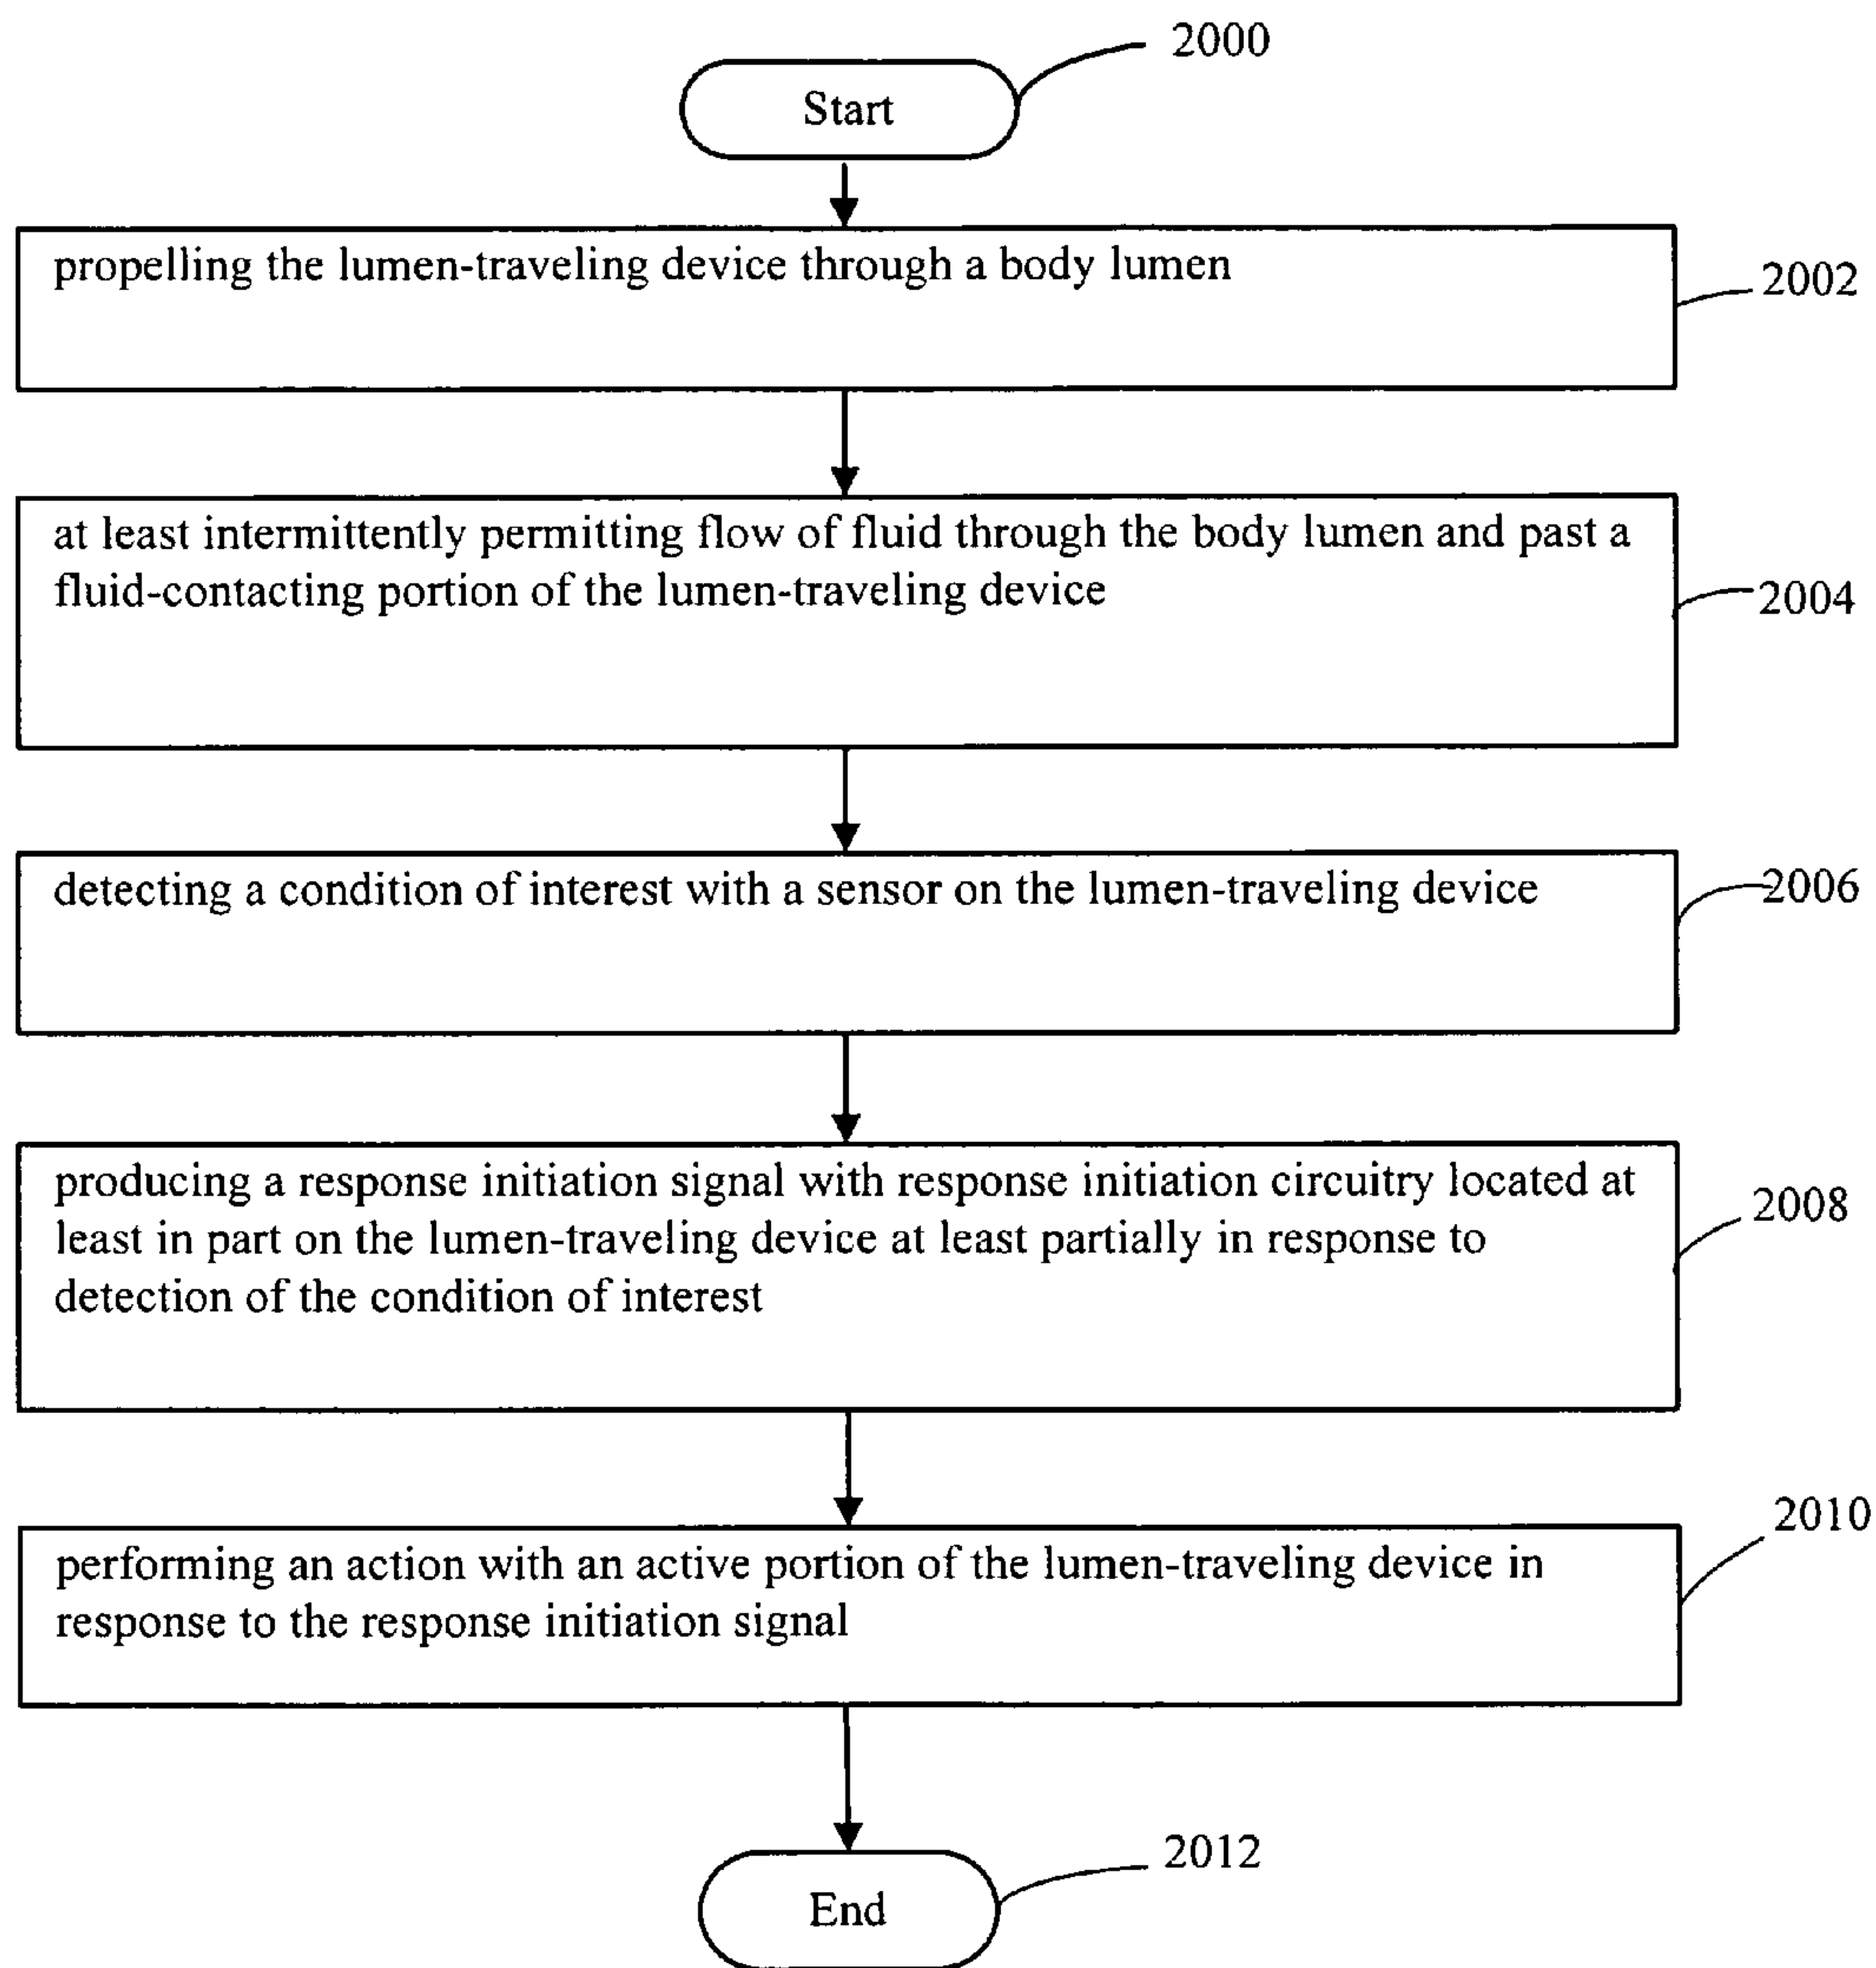 2000
Start
propelling the lumen-traveling device through a body lumen
2002
at least intermittently permitting flow of fluid through the body lumen and past a
fluid-contacting portion of the lumen-traveling device
2004
detecting a condition of interest with a sensor on the lumen-traveling device
2006
producing a response initiation signal with response initiation circuitry located at
least in part on the lumen-traveling device at least partially in response to
detection of the condition of interest
2008
performing an action with an active portion of the lumen-traveling device in
response to the response initiation signal
2010
2012
End